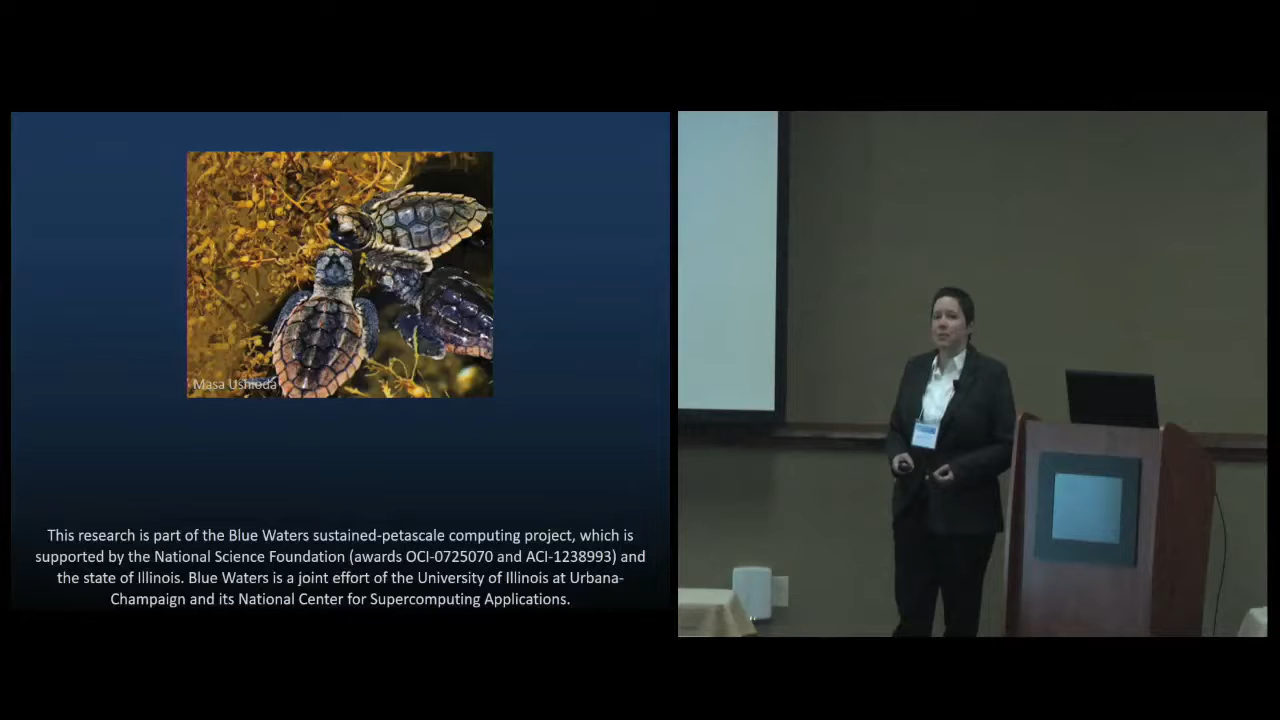 Masa Ushioda
This research is part of the Blue Waters sustained-petascale computing project, which is
supported by the National Science Foundation (awards OCI-0725070 and ACI-1238993) and
the state of Illinois. Blue Waters is a joint effort of the University of Illinois at Urbana-
Champaign and its National Center for Supercomputing Applications.